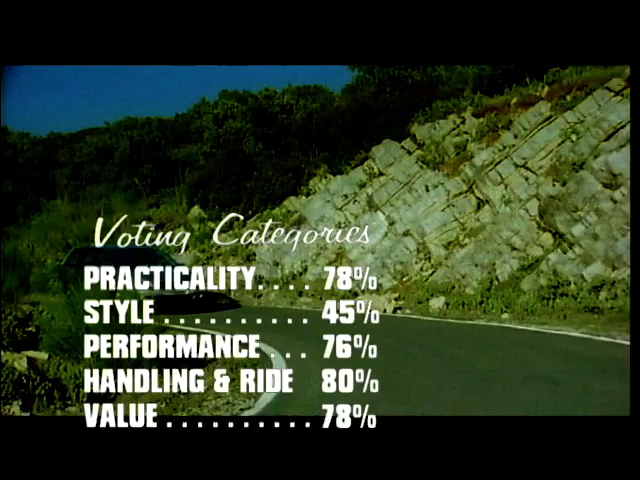 Voting Categories
PRACTICALITY.... 78%
STYLE.......... 45%
PERFORMANCE... 76%
HANDLING & RIDE 80%
VALUE.......... 78%